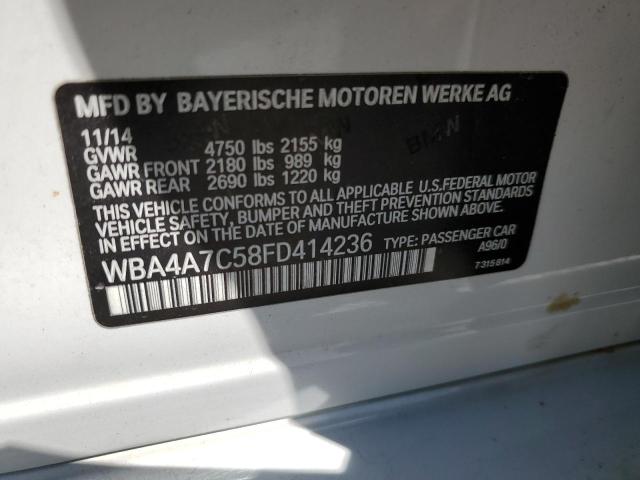 MFD BY BAYERISCHE MOTOREN WERKE AG
11/14
GVWR 4750 lbs 2155 kg
GAWR FRONT 2180 lbs 989 kg
GAWR REAR 2690 lbs 1220 kg
THIS VEHICLE CONFORMS TO ALL APPLICABLE U.S.FEDERAL MOTOR
VEHICLE SAFETY, BUMPER AND THEFT PREVENTION STANDARDS
IN EFFECT ON THE DATE OF MANUFACTURE SHOWN ABOVE.
WBA4A7C58FD414236 TYPE: PASSENGER CAR
A96/0
7315814